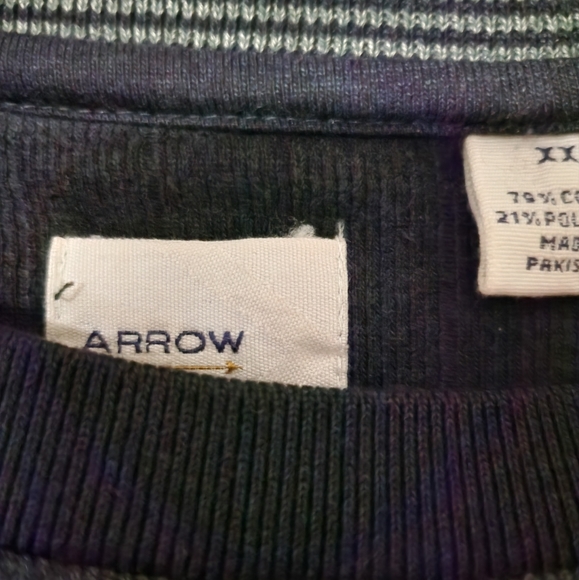 ARROW
XX
79% CO
21% POL
MAD
PAKIS